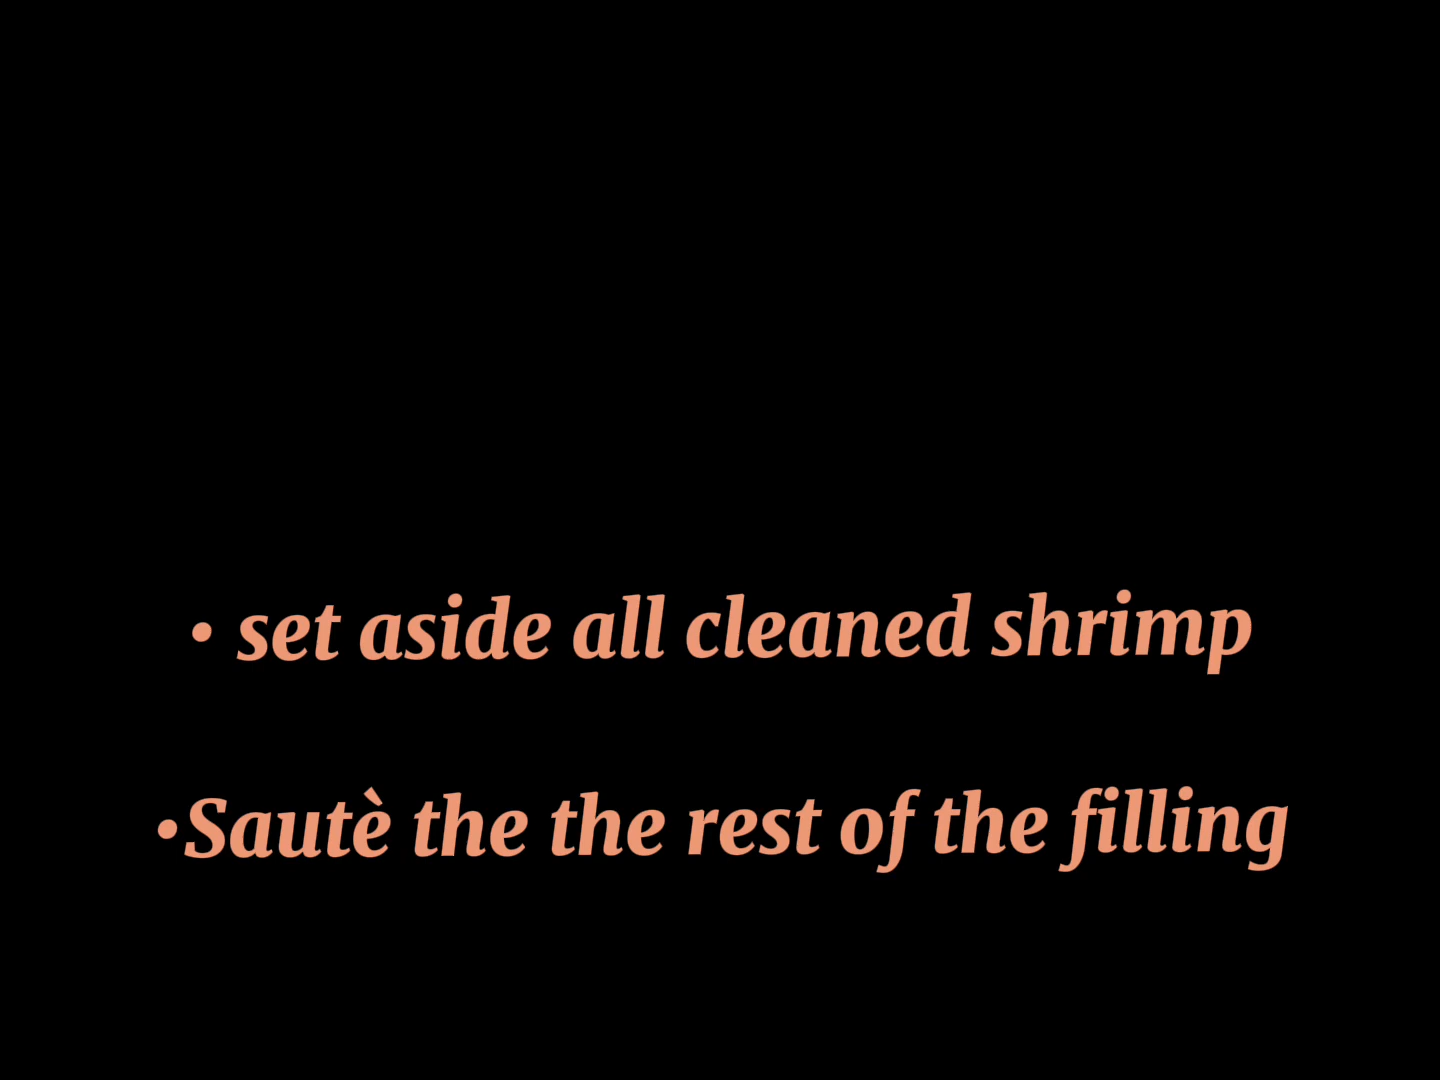 • set aside all cleaned shrimp
•Sautè the the rest of the filling